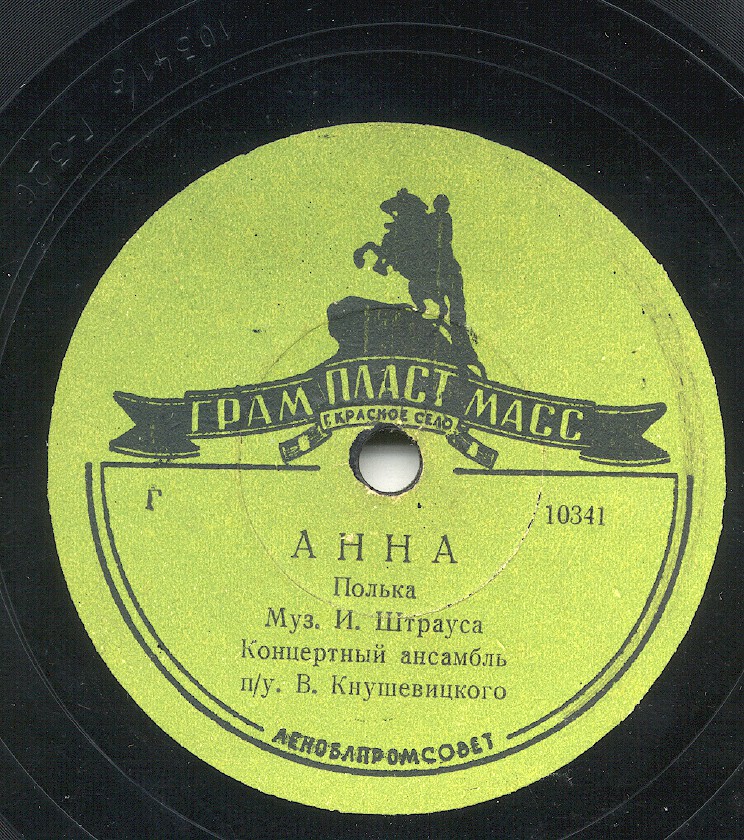 ГРАМ ПЛАСТ МАСС
Г. КРАСНОЕ СЕЛО
Г
10341
АННА
Полька
Муз. И. Штрауса
Концертный ансамбль
п/у. В. Кнушевицкого
ЛЕНОБЛПРОМСОВЕТ